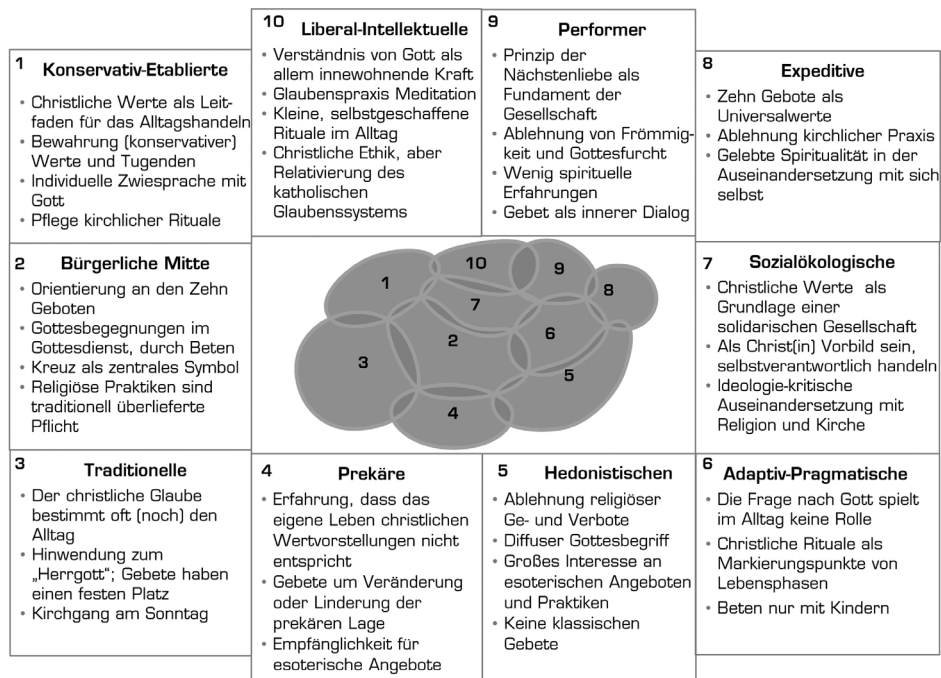 1
Konservativ-Etablierte
• Christliche Werte als Leit-
faden für das Alltagshandeln
• Bewahrung (konservativer)
Werte und Tugenden
• Individuelle Zwiesprache mit
Gott
• Pflege kirchlicher Rituale
10
Liberal-Intellektuelle
• Verständnis von Gott als
allem innewohnende Kraft
• Glaubenspraxis Meditation
• Kleine, selbstgeschaffene
Rituale im Alltag
• Christliche Ethik, aber
Relativierung des
katholischen
Glaubenssystems
9
Performer
• Prinzip der
Nächstenliebe als
Fundament der
Gesellschaft
• Ablehnung von Frömmig-
keit und Gottesfurcht
• Wenig spirituelle
Erfahrungen
• Gebet als innerer Dialog
8
Expeditive
• Zehn Gebote als
Universalwerte
• Ablehnung kirchlicher Praxis
• Gelebte Spiritualität in der
Auseinandersetzung mit sich
selbst
2
Bürgerliche Mitte
• Orientierung an den Zehn
Geboten
• Gottesbegegnungen im
Gottesdienst, durch Beten
• Kreuz als zentrales Symbol
• Religiöse Praktiken sind
traditionell überlieferte
Pflicht
1
10
9
8
7
2
6
3
5
4
7
Sozialökologische
• Christliche Werte als
Grundlage einer
solidarischen Gesellschaft
• Als Christ(in) Vorbild sein,
selbstverantwortlich handeln
• Ideologie-kritische
Auseinandersetzung mit
Religion und Kirche
3
Traditionelle
• Der christliche Glaube
bestimmt oft (noch) den
Alltag
• Hinwendung zum
„Herrgott“; Gebete haben
einen festen Platz
• Kirchgang am Sonntag
4
Prekäre
• Erfahrung, dass das
eigene Leben christlichen
Wertvorstellungen nicht
entspricht
• Gebete um Veränderung
oder Linderung der
prekären Lage
• Empfänglichkeit für
esoterische Angebote
5
Hedonistischen
• Ablehnung religiöser
Ge- und Verbote
• Diffuser Gottesbegriff
• Großes Interesse an
esoterischen Angeboten
und Praktiken
• Keine klassischen
Gebete
6
Adaptiv-Pragmatische
• Die Frage nach Gott spielt
im Alltag keine Rolle
• Christliche Rituale als
Markierungspunkte von
Lebensphasen
• Beten nur mit Kindern